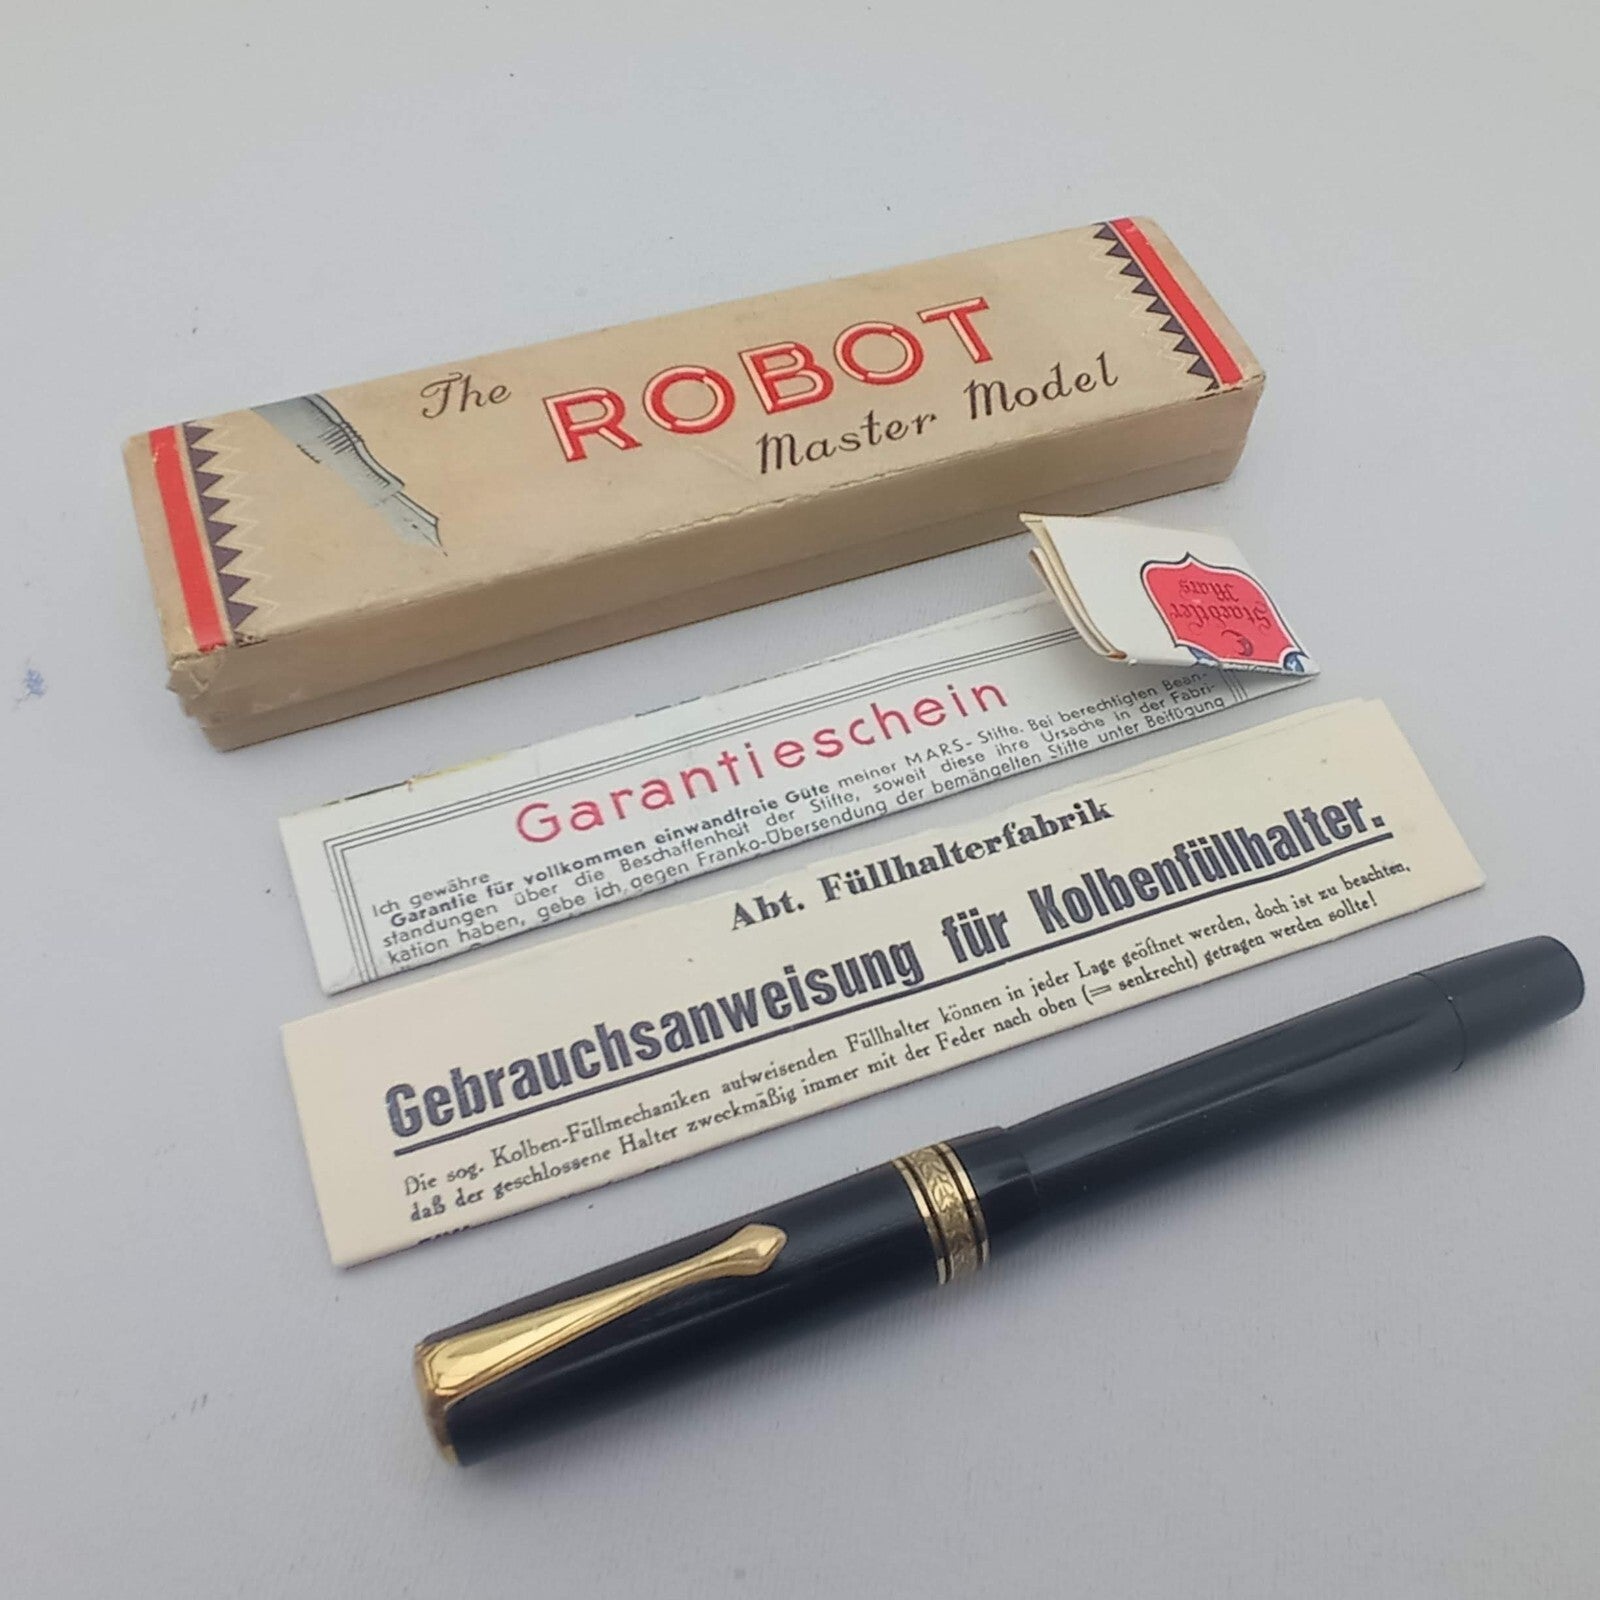 The ROBOT
Master Model
Staedtler
Mars
Garantieschein
Ich gewähre
Garantie für vollkommen einwandfreie Güte meiner MARS-Stifte. Bei berechtigten Bean-
standungen über die Beschaffenheit der Stifte, soweit diese ihre Ursache in der Fabri-
kation haben, gebe ich gegen Franko-Übersendung der bemängelten Stifte unter Beifügung
Abt. Füllhalterfabrik
Gebrauchsanweisung für Kolbenfüllhalter.
Die sog. Kolben-Füllmechaniken aufweisenden Füllhalter können in jeder Lage geöffnet werden, doch ist zu beachten,
daß der geschlossene Halter zweckmäßig immer mit der Feder nach oben (= senkrecht) getragen werden sollte!